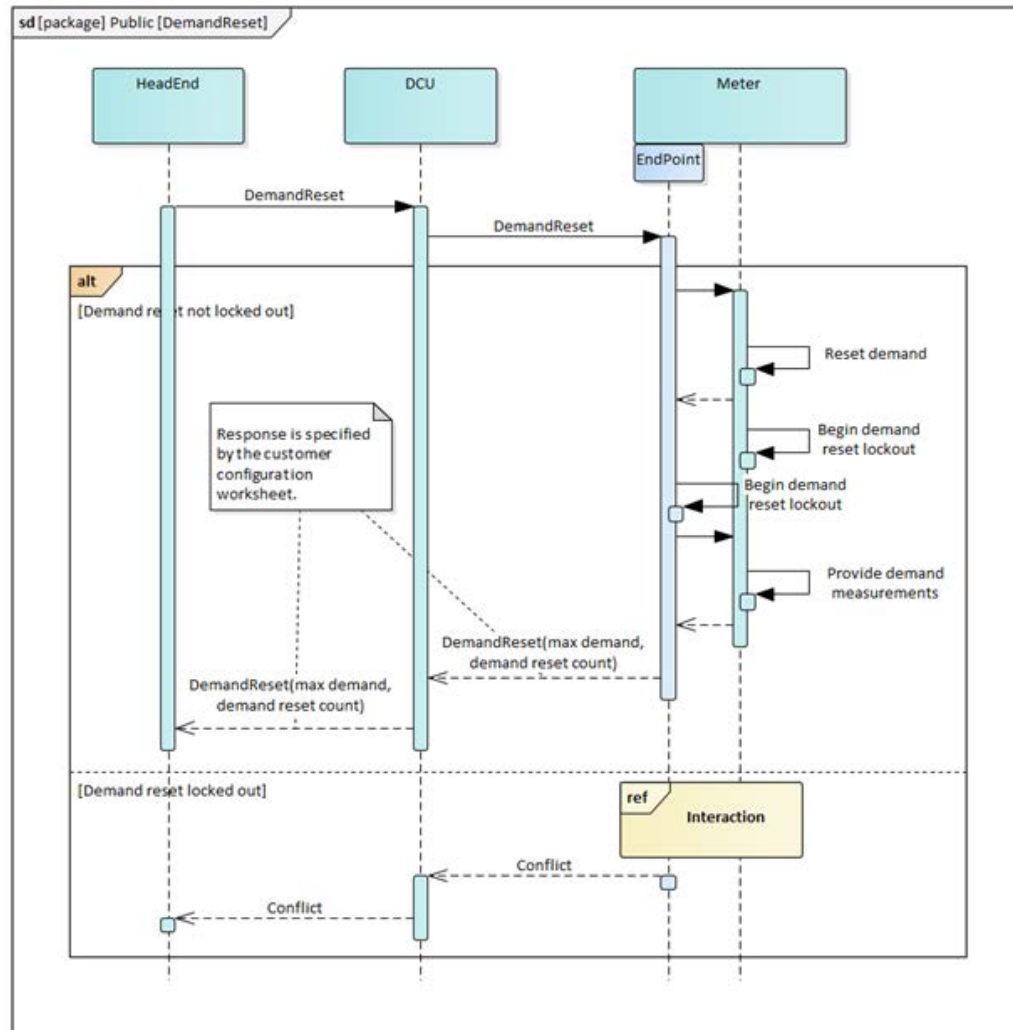 sd [package] Public [DemandReset]
HeadEnd
DCU
Meter
EndPoint
DemandReset
DemandReset
alt
[Demand reset not locked out]
Reset demand
Response is specified
by the customer
configuration
worksheet.
Begin demand
reset lockout
Begin demand
reset lockout
Provide demand
measurements
DemandReset(max demand,
demand reset count)
DemandReset(max demand,
demand reset count)
[Demand reset locked out]
ref
Interaction
Conflict
Conflict